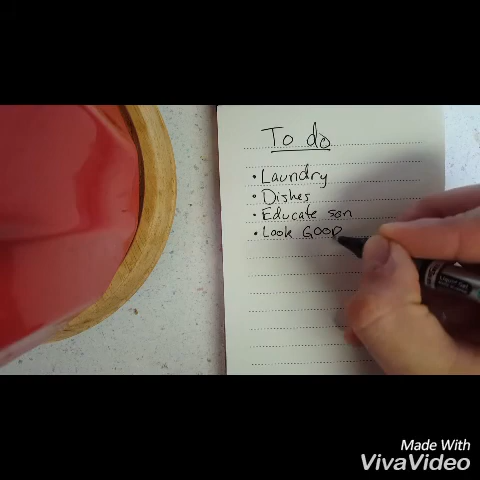 To do
• Laundry
• Dishes
• Educate son
• Look GOOD
Made With
VivaVideo